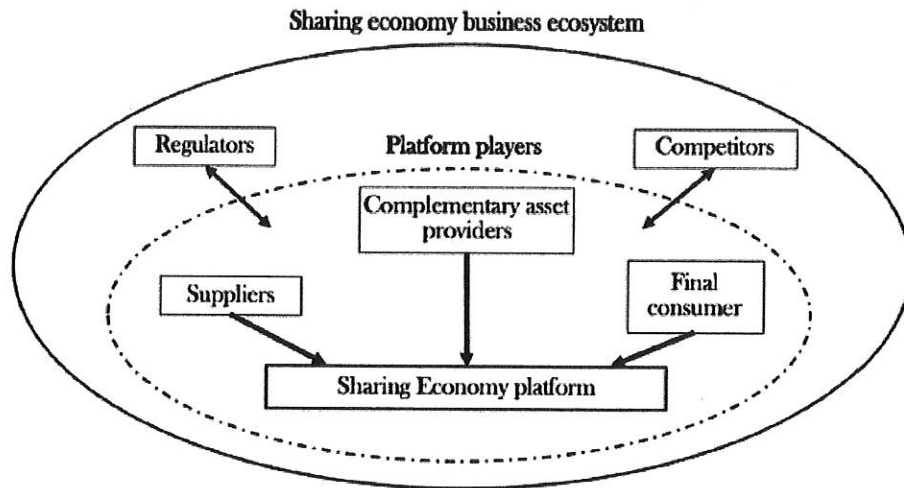 Sharing economy business ecosystem
Regulators
Platform players
Competitors
Complementary asset
providers
Suppliers
Final
consumer
Sharing Economy platform